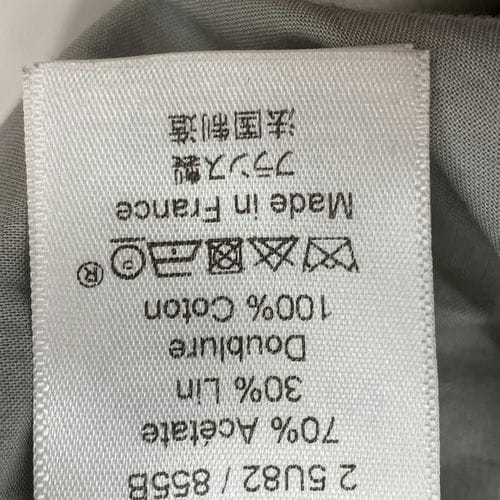 2 5U82 / 855B
70% Acétate
30% Lin
Doublure
100% Coton
®
Made in France
フランス製
法国制造